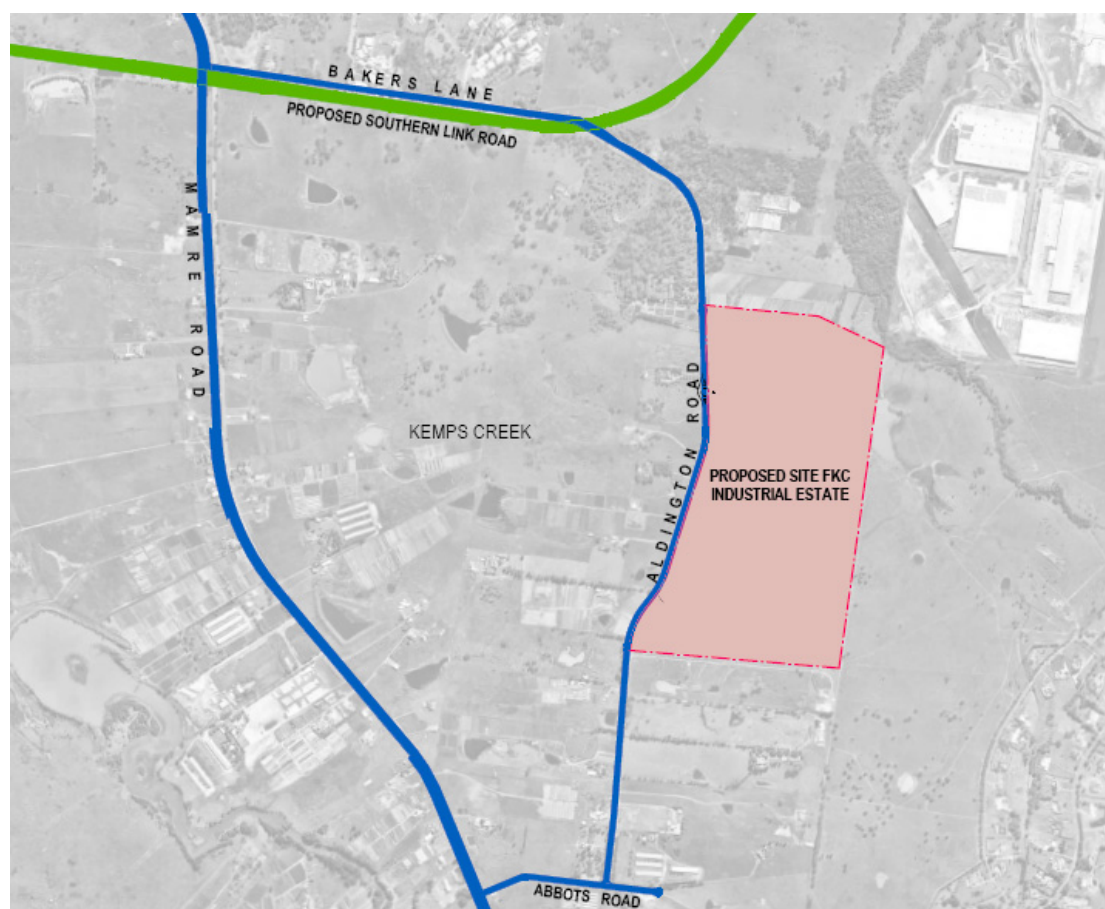 BAKERS LANE
PROPOSED SOUTHERN LINK ROAD
MAMRE ROAD
ALDINGTON ROAD
KEMPS CREEK
PROPOSED SITE FKC
INDUSTRIAL ESTATE
ABBOTS ROAD